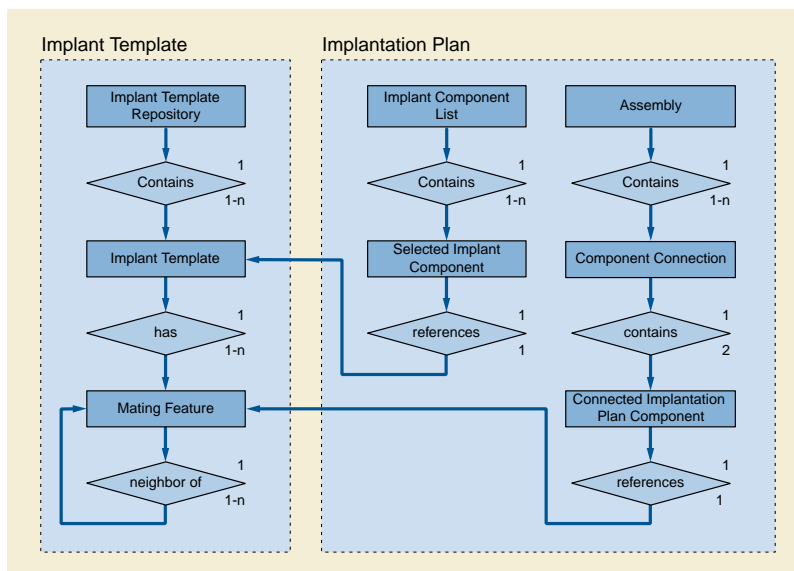 Implant Template
Implant Template
Repository
1
Contains
1-n
Implant Template
1
has
1-n
Mating Feature
1
neighbor of
1-n
Implantation Plan
Implant Component
List
1
Contains
1-n
Selected Implant
Component
1
references
1
Assembly
1
Contains
1-n
Component Connection
1
contains
2
Connected Implantation
Plan Component
1
references
1